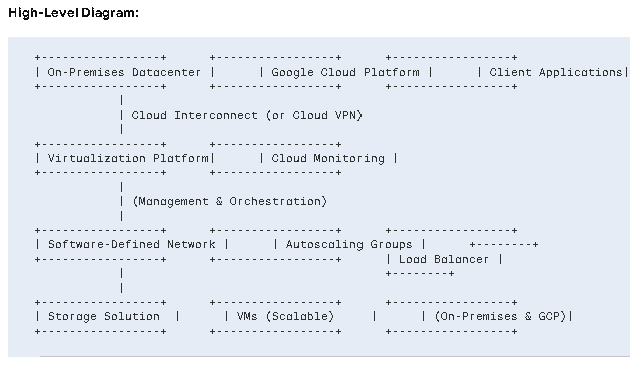 High-Level Diagram:
+-----------------+ +-----------------+ +-----------------+
| On-Premises Datacenter | | Google Cloud Platform | | Client Applications|
+-----------------+ +-----------------+ +-----------------+
|
| Cloud Interconnect (or Cloud VPN)
|
+-----------------+ +-----------------+
| Virtualization Platform| | Cloud Monitoring |
+-----------------+ +-----------------+
|
| (Management & Orchestration)
|
+-----------------+ +-----------------+ +-----------------+
| Software-Defined Network | | Autoscaling Groups | +--------+
+-----------------+ +-----------------+ | Load Balancer |
| +--------+
|
+-----------------+ +-----------------+ +-----------------+
| Storage Solution | | VMs (Scalable) | | (On-Premises & GCP)|
+-----------------+ +-----------------+ +-----------------+